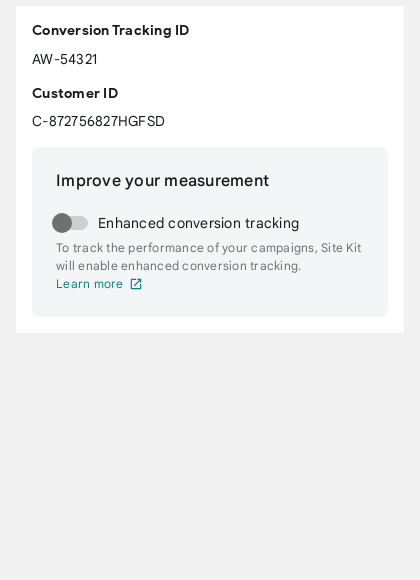 Conversion Tracking ID
AW-54321
Customer ID
C-872756827HGFSD
Improve your measurement
Enhanced conversion tracking
To track the performance of your campaigns, Site Kit
will enable enhanced conversion tracking.
Learn more